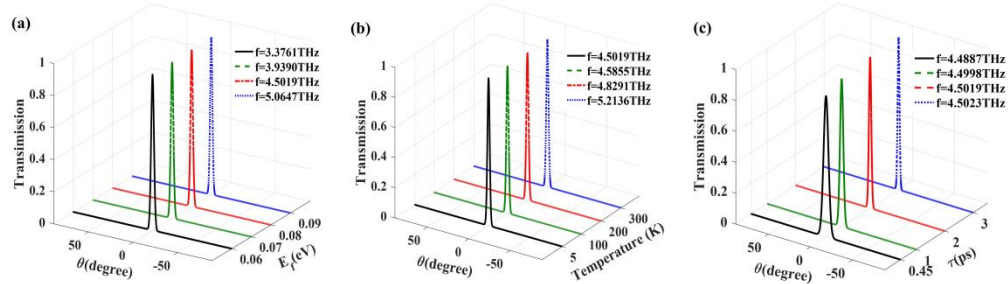 (a)
f=3.3761THz
f=3.9390THz
f=4.5019THz
f=5.0647THz
Transmission
1
0.8
0.6
0.4
0.2
0
50
0
-50
θ(degree)
0.06
0.07
0.08
0.09
E_f(eV)
(b)
f=4.5019THz
f=4.5855THz
f=4.8291THz
f=5.2136THz
Transmission
1
0.8
0.6
0.4
0.2
0
50
0
-50
θ(degree)
5
100
200
300
Temperature (K)
(c)
f=4.4887THz
f=4.4998THz
f=4.5019THz
f=4.5023THz
Transmission
1
0.8
0.6
0.4
0.2
0
50
0
-50
θ(degree)
0.45
1
2
3
τ(ps)